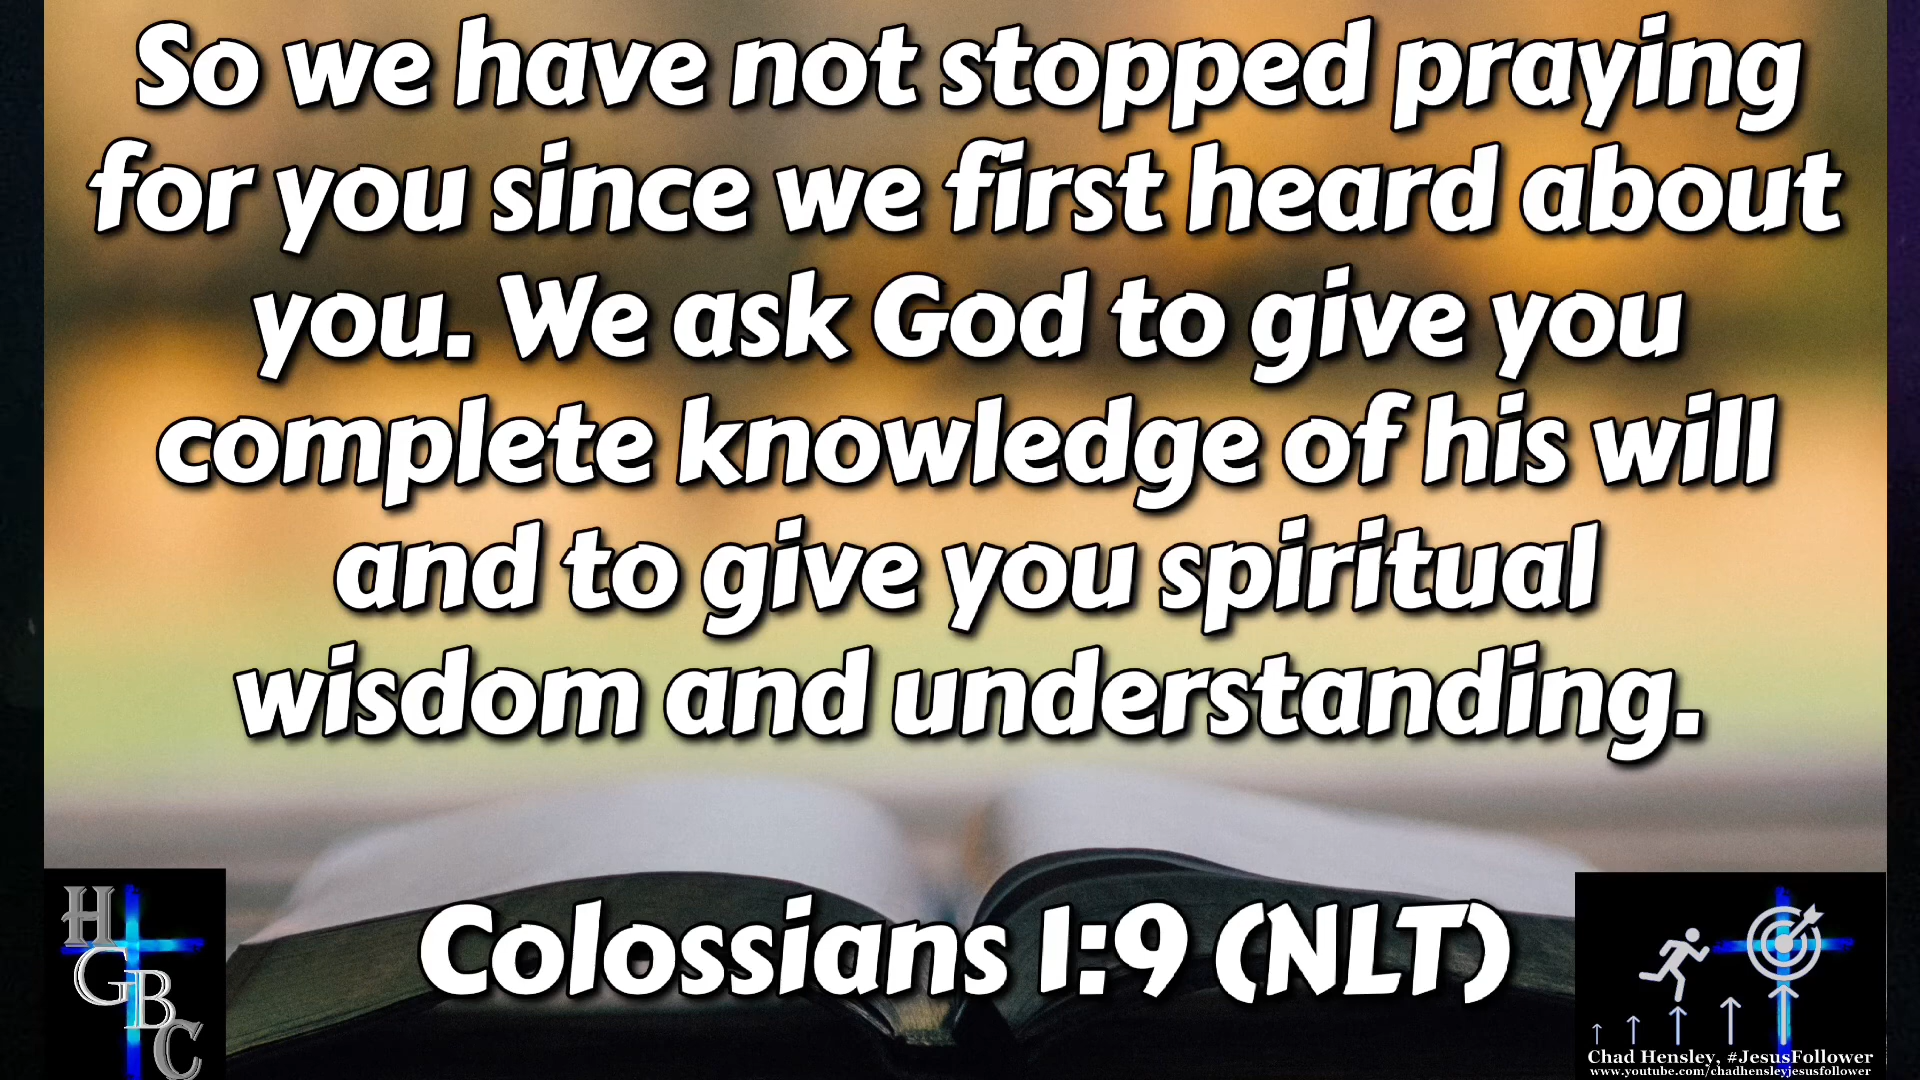 So we have not stopped praying
for you since we first heard about
you. We ask God to give you
complete knowledge of his will
and to give you spiritual
wisdom and understanding.
Colossians 1:9 (NLT)
H
G
B
C
Chad Hensley, #JesusFollower
www.youtube.com/chadhensleyjesusfollower